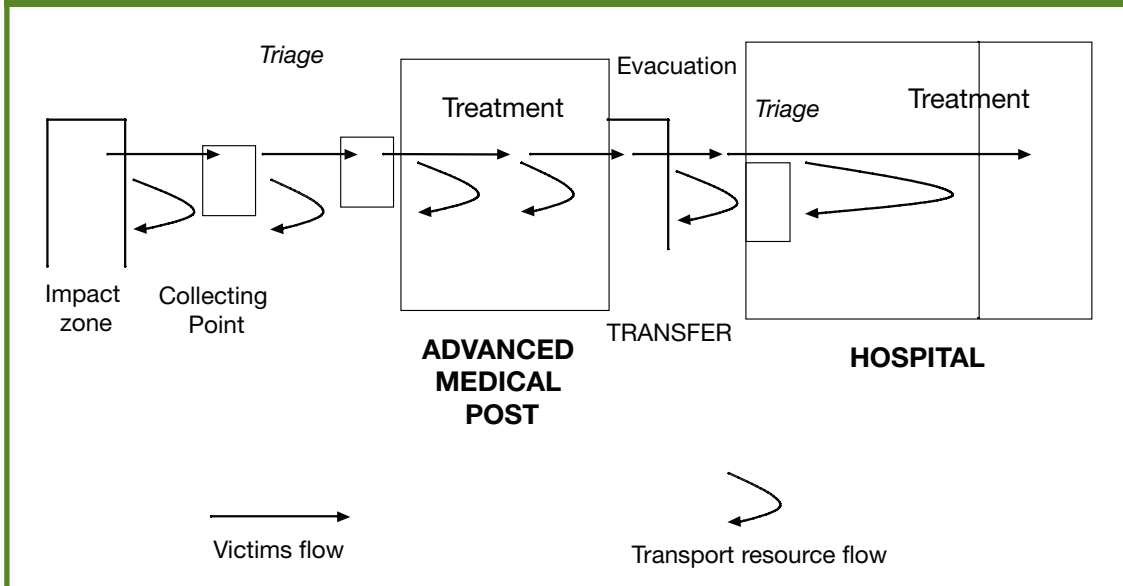 Triage
Evacuation
Treatment
Triage
Treatment
Impact
zone
Collecting
Point
TRANSFER
ADVANCED
MEDICAL
POST
HOSPITAL
Victims flow
Transport resource flow